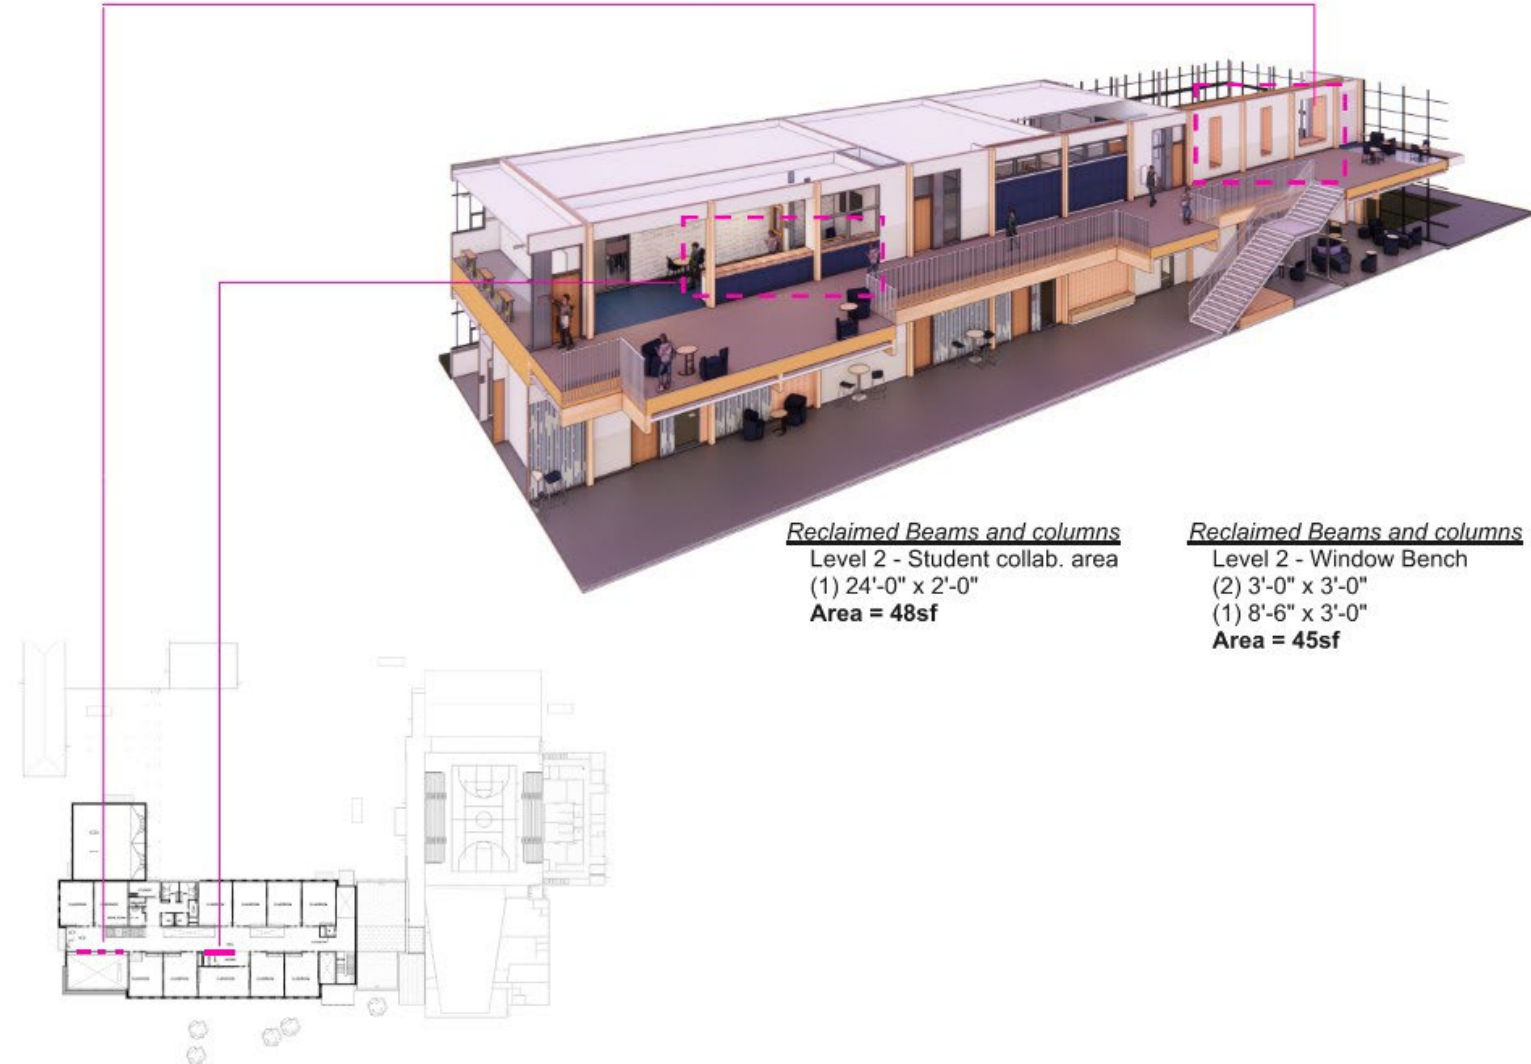 Reclaimed Beams and columns
Level 2 - Student collab. area
(1) 24'-0" x 2'-0"
Area = 48sf
Reclaimed Beams and columns
Level 2 - Window Bench
(2) 3'-0" x 3'-0"
(1) 8'-6" x 3'-0"
Area = 45sf